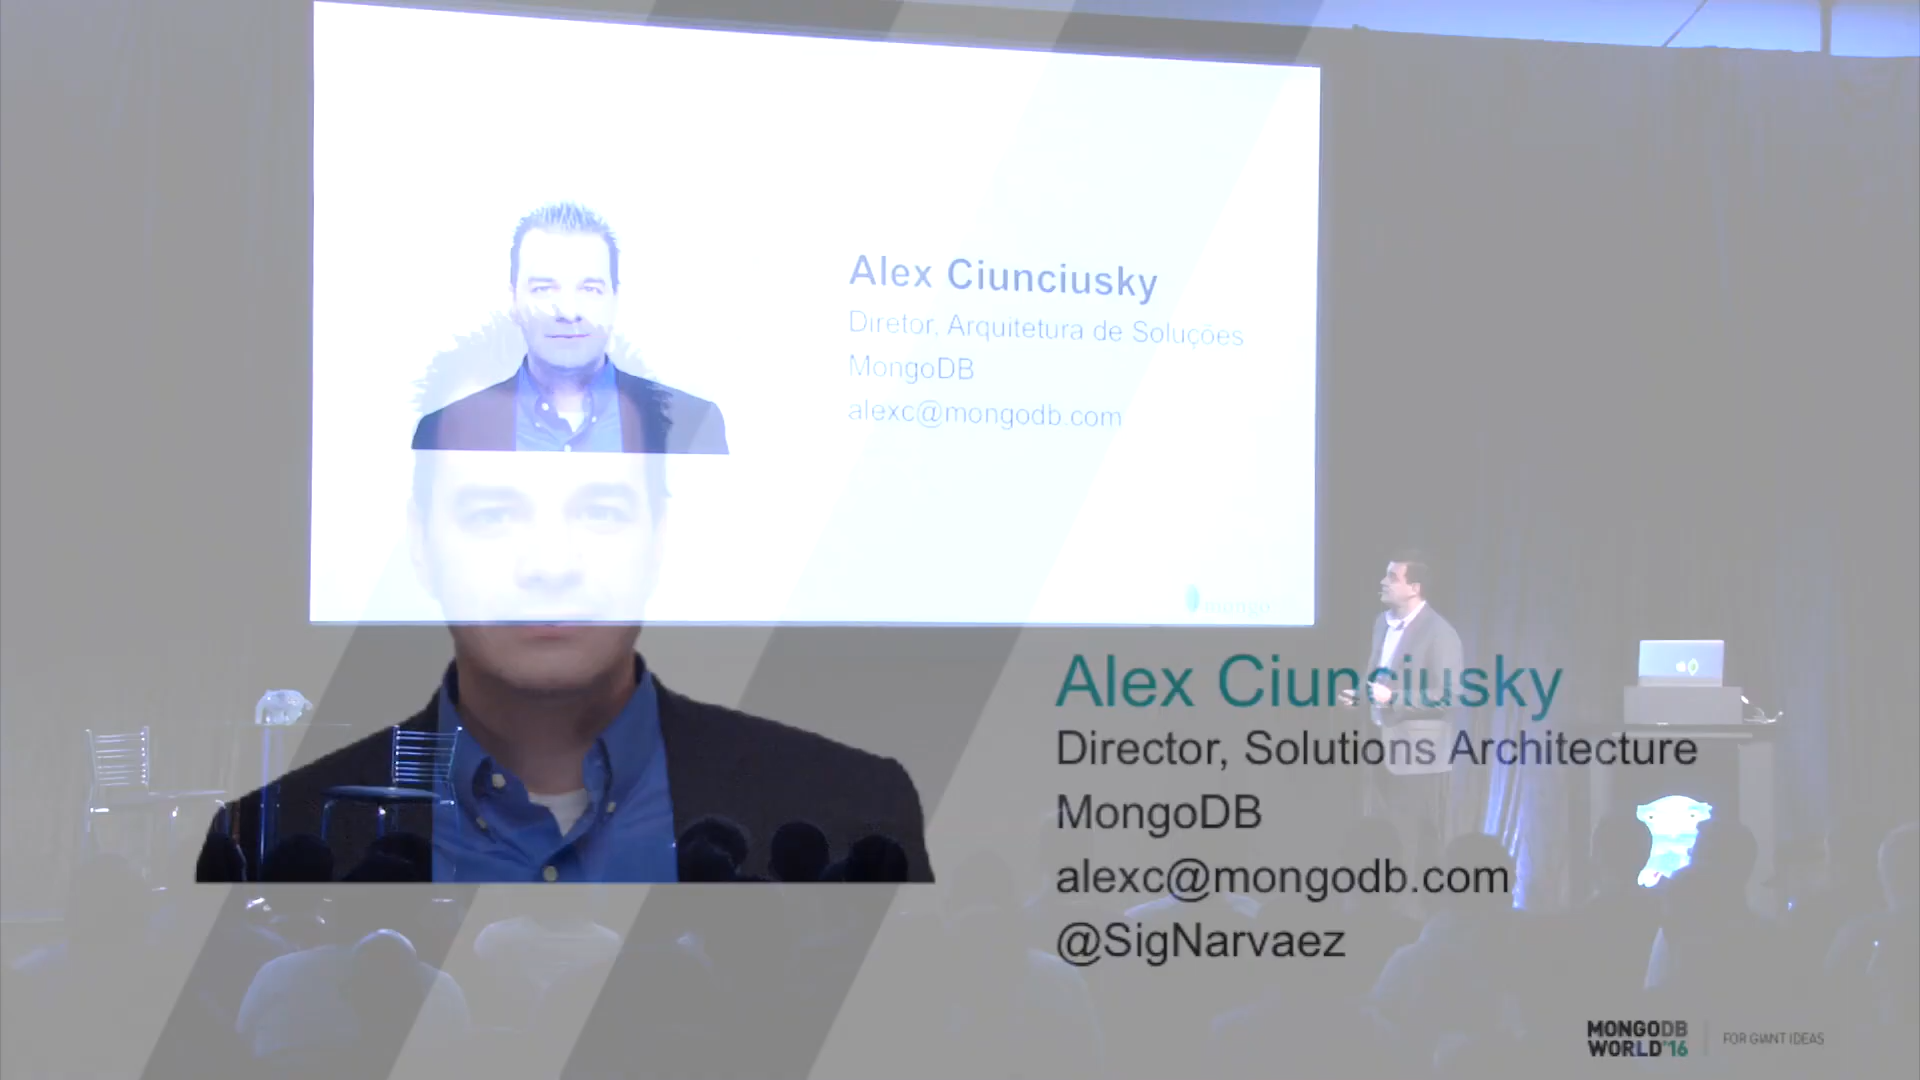 Alex Ciunciusky
Diretor, Arquitetura de Soluções
MongoDB
alexc@mongodb.com
mongo
Alex Ciunciusky
Director, Solutions Architecture
MongoDB
alexc@mongodb.com
@SigNarvaez
MONGODB
WORLD'16
FOR GIANT IDEAS